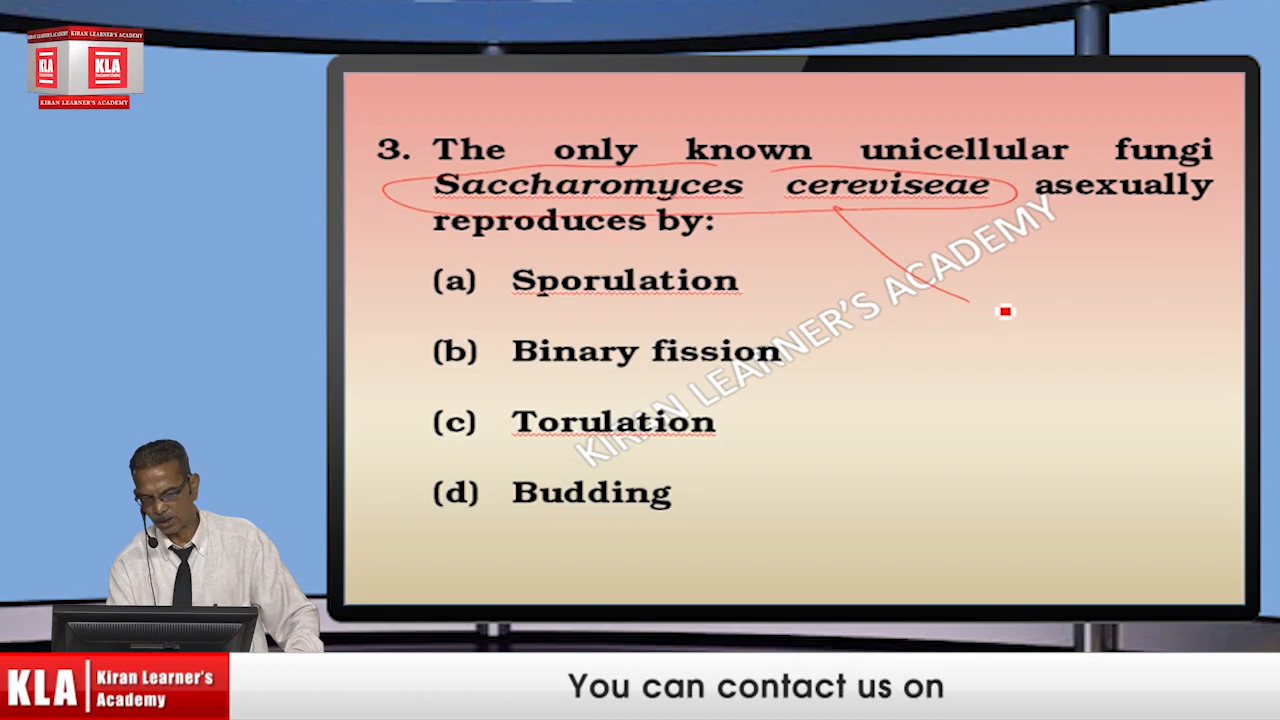 KIRAN LEARNER'S ACADEMY KIRAN LEARNER'S ACADEMY
KLA KLA
KIRAN LEARNER'S ACADEMY
3. The only known unicellular fungi
Saccharomyces cereviseae asexually
reproduces by:
(a) Sporulation
(b) Binary fission
(c) Torulation
(d) Budding
KIRAN LEARNER'S ACADEMY
KLA Kiran Learner's
Academy
You can contact us on